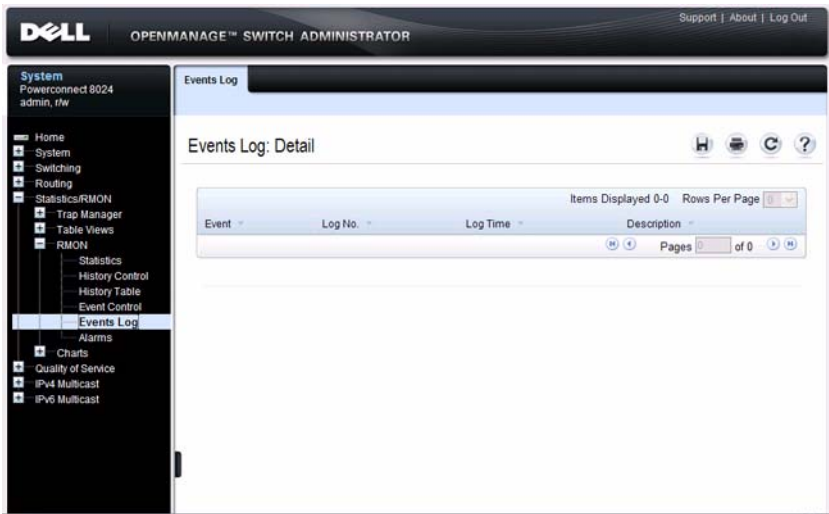 DELL
OPENMANAGE™ SWITCH ADMINISTRATOR
Support | About | Log Out
System
Powerconnect 8024
admin, r/w
Home
System
Switching
Routing
Statistics/RMON
Trap Manager
Table Views
RMON
Statistics
History Control
History Table
Event Control
Events Log
Alarms
Charts
Quality of Service
IPv4 Multicast
IPv6 Multicast
Events Log
Events Log: Detail
Items Displayed 0-0 Rows Per Page 0
Event Log No. Log Time Description
Pages 0 of 0